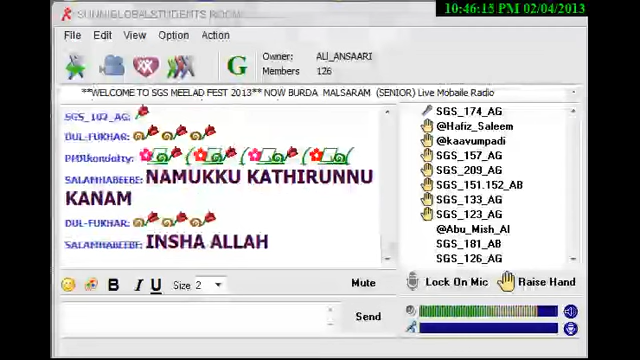 10:46:15 PM 02/04/2013
SUNNIGLOBALSTUDENTS ROOM
File Edit View Option Action
Owner: ALI_ANSAARI
G
Members 126
**WELCOME TO SGS MEELAD FEST 2013** NOW BURDA MALSARAM (SENIOR) Live Mobaile Radio
SGS_107_AG:
DUL-FUKHAR:
SALAMHABEEBE: NAMUKKU KATHIRUNNU
KANAM
DUL-FUKHAR:
SALAMHABEEBE: INSHA ALLAH
SGS_174_AG
@Hafiz_Saleem
@kaavumpadi
SGS_157_AG
SGS_209_AG
SGS_151.152_AB
SGS_133_AG
SGS_123_AG
@Abu_Mish_Al
SGS_181_AB
SGS_126_AG
B I U Size: 2 Mute
Lock On Mic Raise Hand
Send